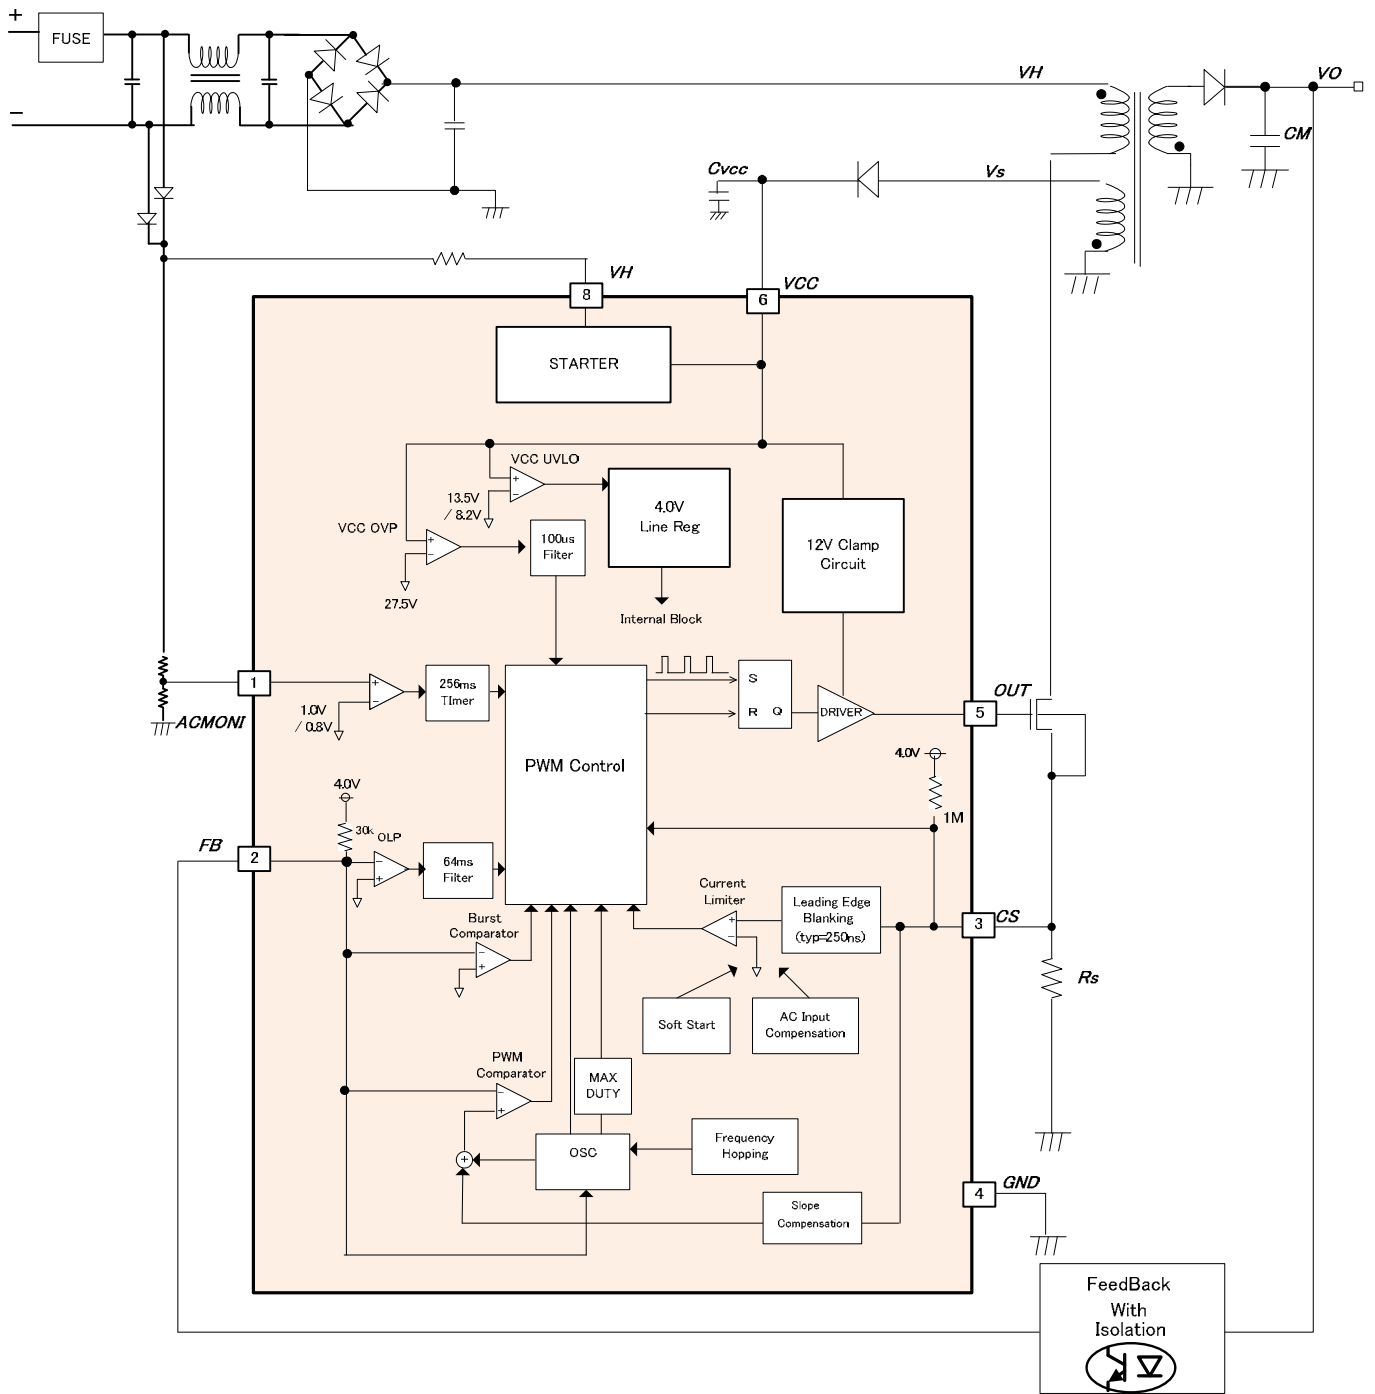 +
FUSE
−
VH
VO
CM
Cvcc
Vs
VH
VCC
8
6
STARTER
VCC UVLO
+
−
13.5V
/ 8.2V
4.0V
Line Reg
VCC OVP
+
−
27.5V
100us
Filter
12V Clamp
Circuit
Internal Block
1
ACMONI
+
−
1.0V
/ 0.8V
256ms
TImer
PWM Control
S
R Q
DRIVER
OUT
5
4.0V
1M
4.0V
30k
OLP
FB
2
−
+
64ms
Filter
Current
Limiter
+
−
Leading Edge
Blanking
(typ=250ns)
3
CS
Burst
Comparator
−
+
Rs
Soft Start
AC Input
Compensation
PWM
Comparator
−
+
MAX
DUTY
+
OSC
Frequency
Hopping
4
GND
Slope
Compensation
FeedBack
With
Isolation